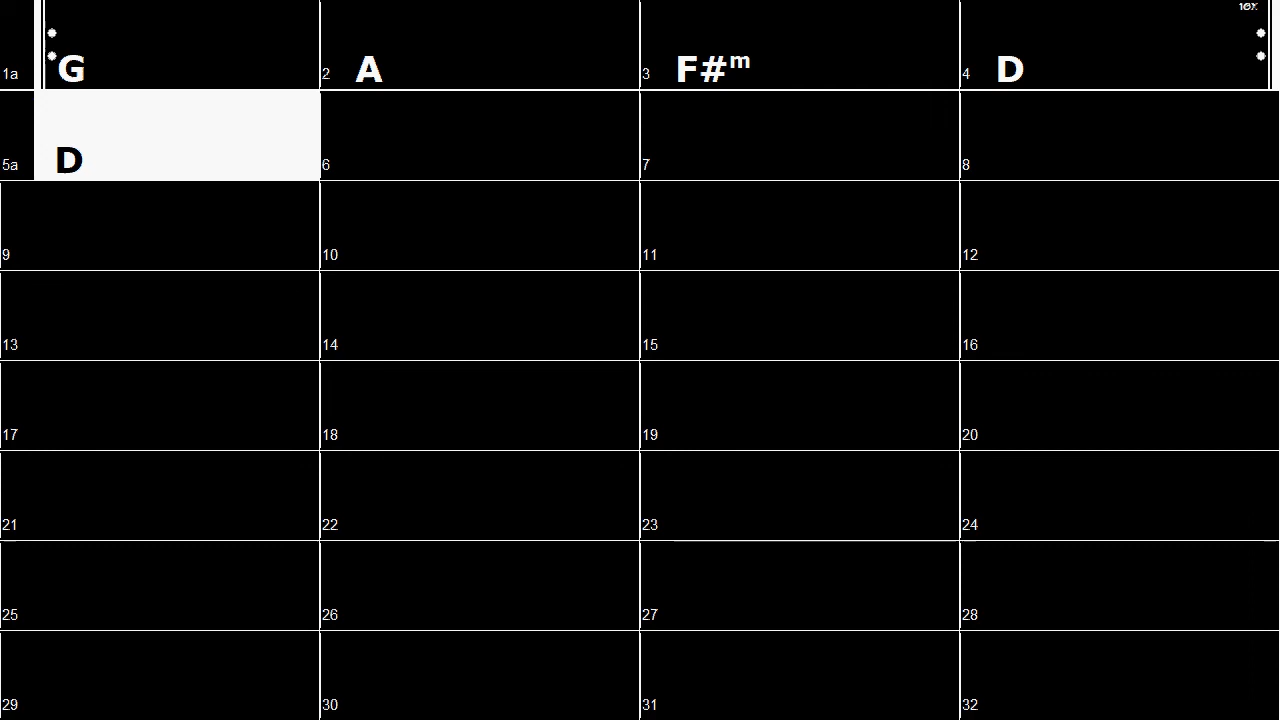 10x
1a G 2 A 3 F#m 4 D
5a D 6 7 8
9 10 11 12
13 14 15 16
17 18 19 20
21 22 23 24
25 26 27 28
29 30 31 32